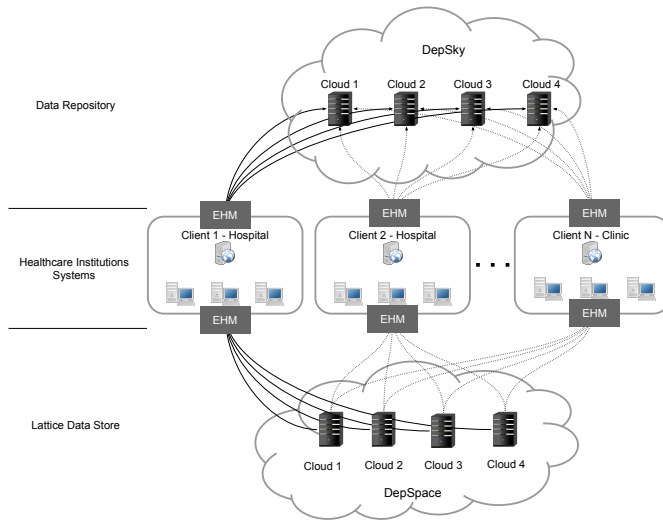 DepSky
Cloud 1
Cloud 2
Cloud 3
Cloud 4
Data Repository
EHM
EHM
EHM
Client 1 - Hospital
Client 2 - Hospital
Client N - Clinic
Healthcare Institutions
Systems
. . .
EHM
EHM
EHM
Lattice Data Store
Cloud 1
Cloud 2
Cloud 3
Cloud 4
DepSpace